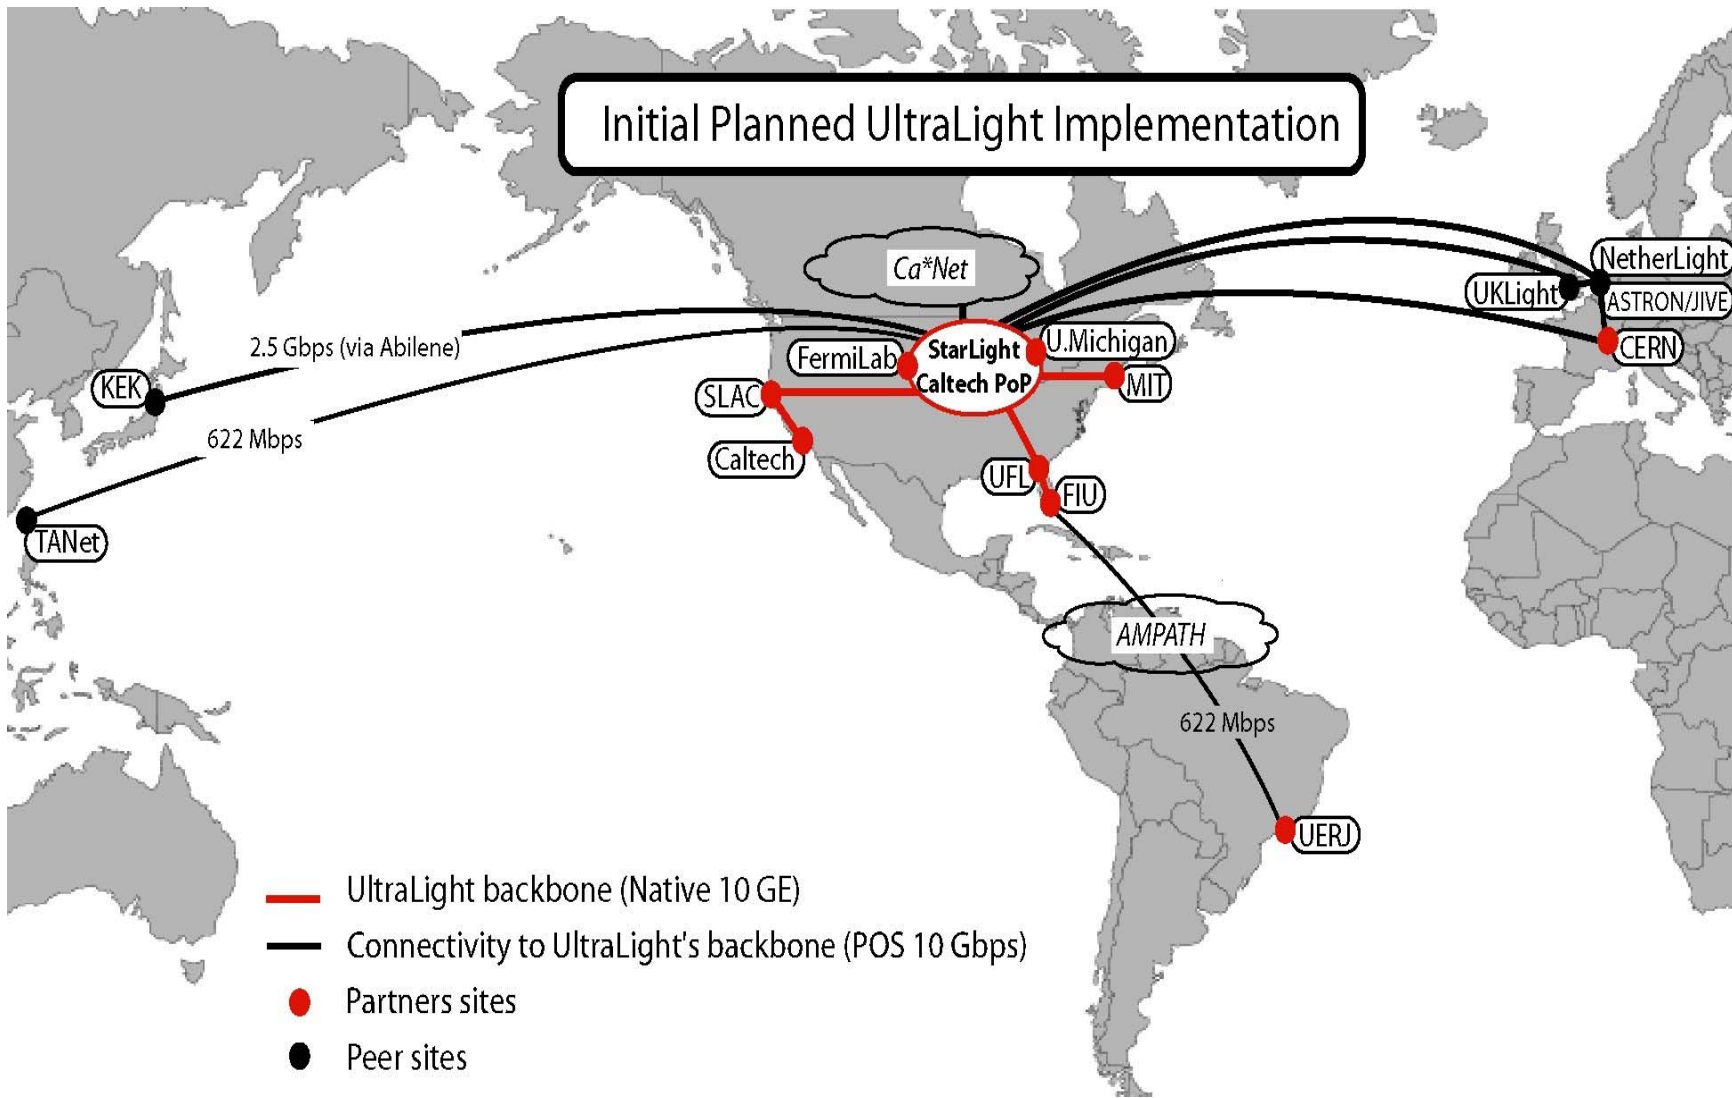 Initial Planned UltraLight Implementation
Ca*Net
NetherLight
UKLight
ASTRON/JIVE
CERN
2.5 Gbps (via Abilene)
FermiLab
StarLight
Caltech PoP
U.Michigan
MIT
KEK
SLAC
622 Mbps
Caltech
UFL
FIU
TANet
AMPATH
622 Mbps
UERJ
UltraLight backbone (Native 10 GE)
Connectivity to UltraLight's backbone (POS 10 Gbps)
Partners sites
Peer sites